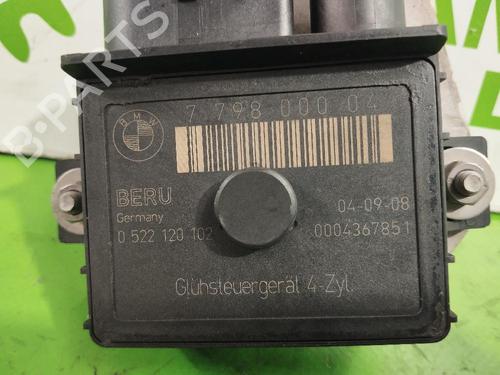 BMW
7 798 000 04
BERU
Germany
04-09-08
0 522 120 102
0004367851
Glühsteuergerät 4-Zyl.
B-PARTS